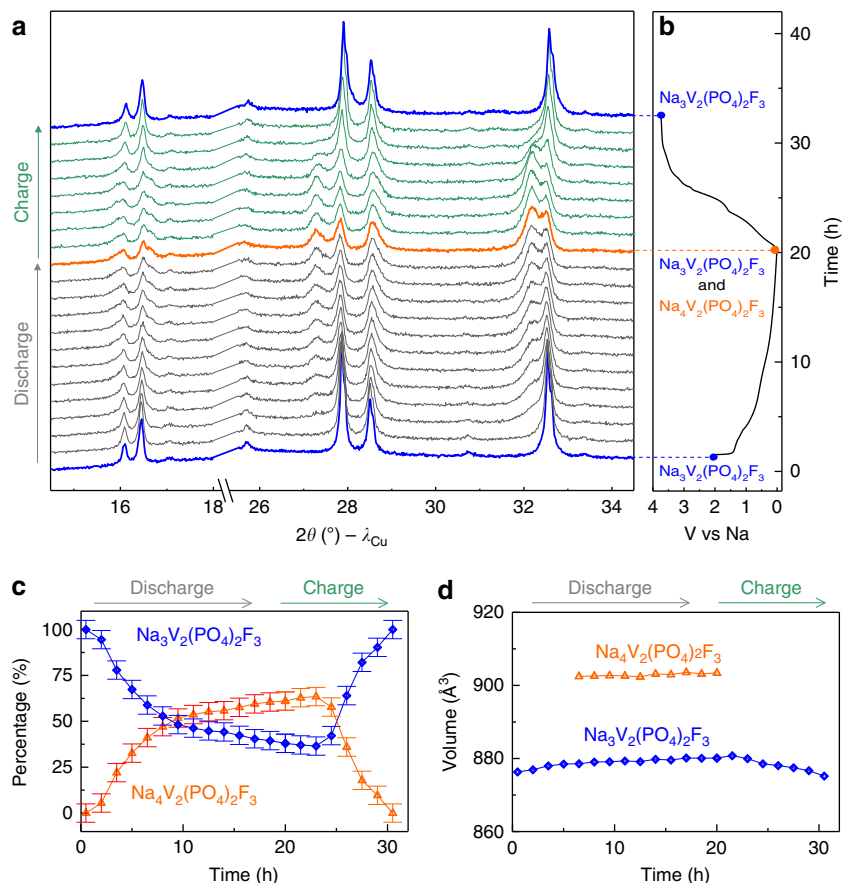 a
b
Charge
Discharge
16
18
26
28
30
32
34
2θ (°) – λCu
Na3V2(PO4)2F3
Na3V2(PO4)2F3
and
Na4V2(PO4)2F3
Na3V2(PO4)2F3
40
30
20
10
0
Time (h)
4
3
2
1
0
V vs Na
c
Discharge
Charge
100
75
50
25
0
Percentage (%)
Na3V2(PO4)2F3
Na4V2(PO4)2F3
0
10
20
30
Time (h)
d
Discharge
Charge
920
900
880
860
Volume (Å3)
Na4V2(PO4)2F3
Na3V2(PO4)2F3
0
10
20
30
Time (h)